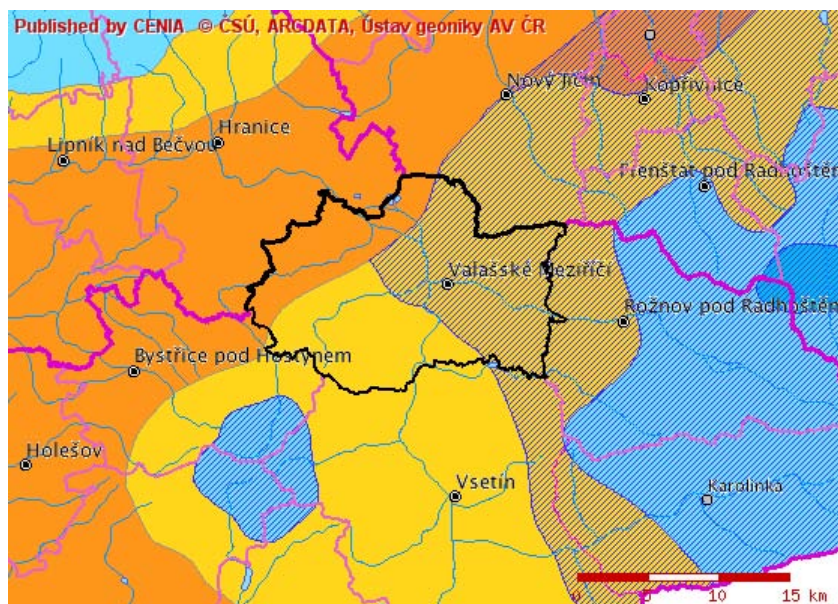 Published by CENIA © ČSÚ, ARCDATA, Ústav geoniky AV ČR
Nový Jičín
Kopřivnice
Hranice
Lipník nad Bečvou
Frenštát pod Radhoštěm
Valašské Meziříčí
Rožnov pod Radhoštěm
Bystřice pod Hostýnem
Holešov
Vsetín
Karolinka
0 5 10 15 km